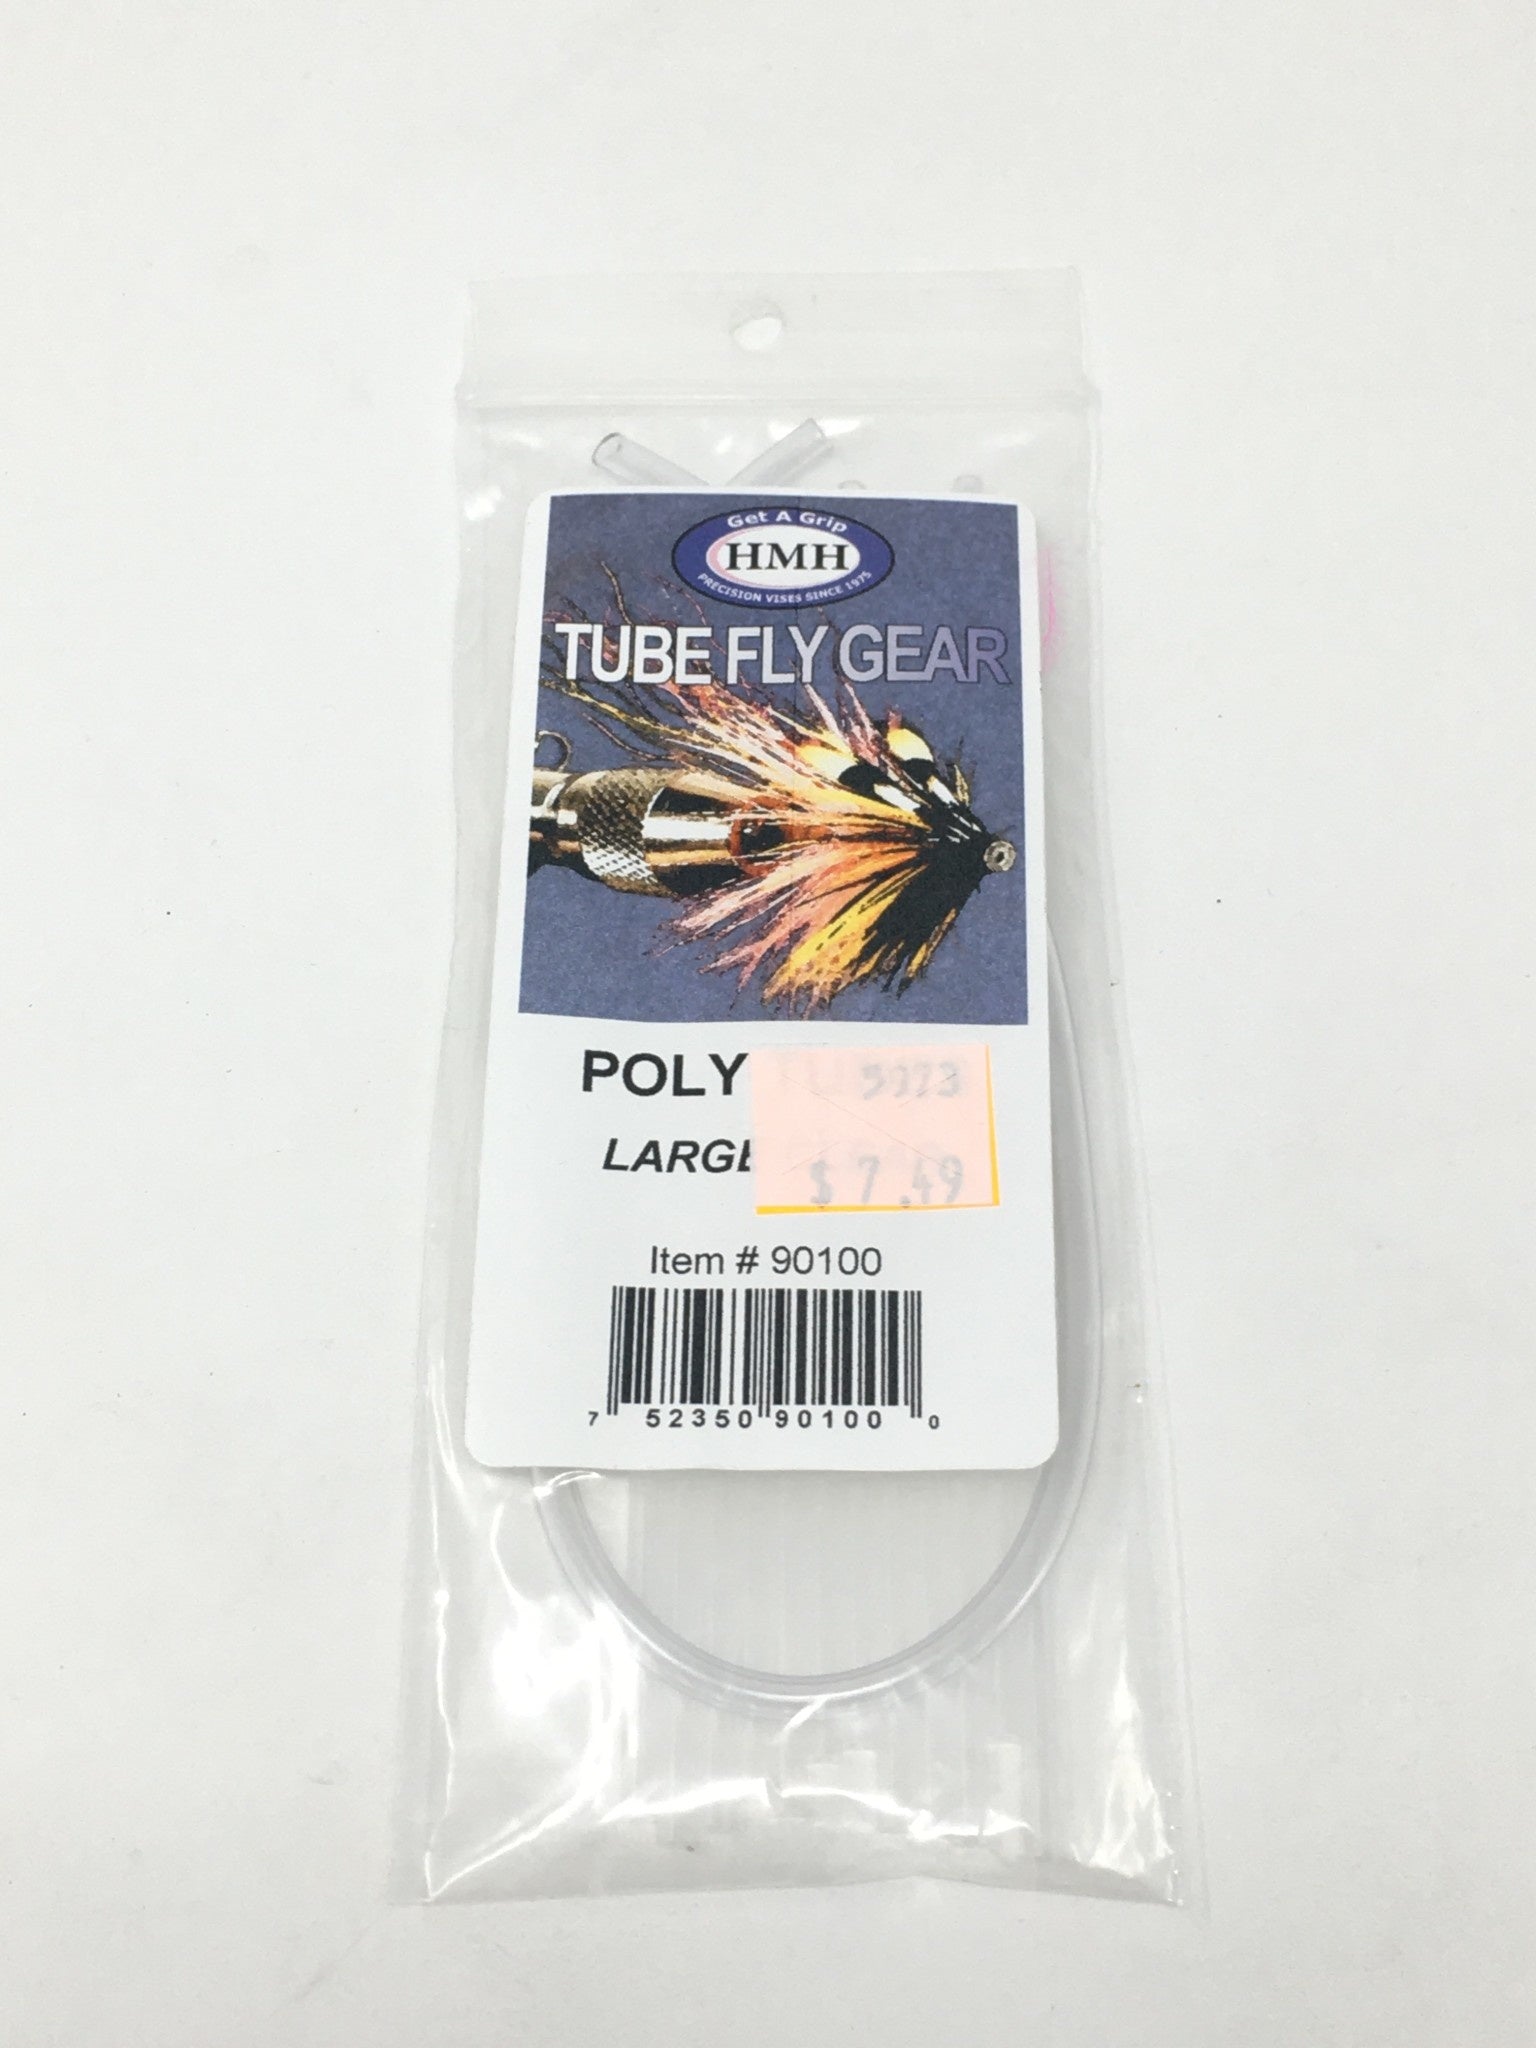 Get A Grip
HMH
PRECISION VISES SINCE 1975
TUBE FLY GEAR
POLY
5073
LARGE
$7.49
Item # 90100
7 52350 90100 0